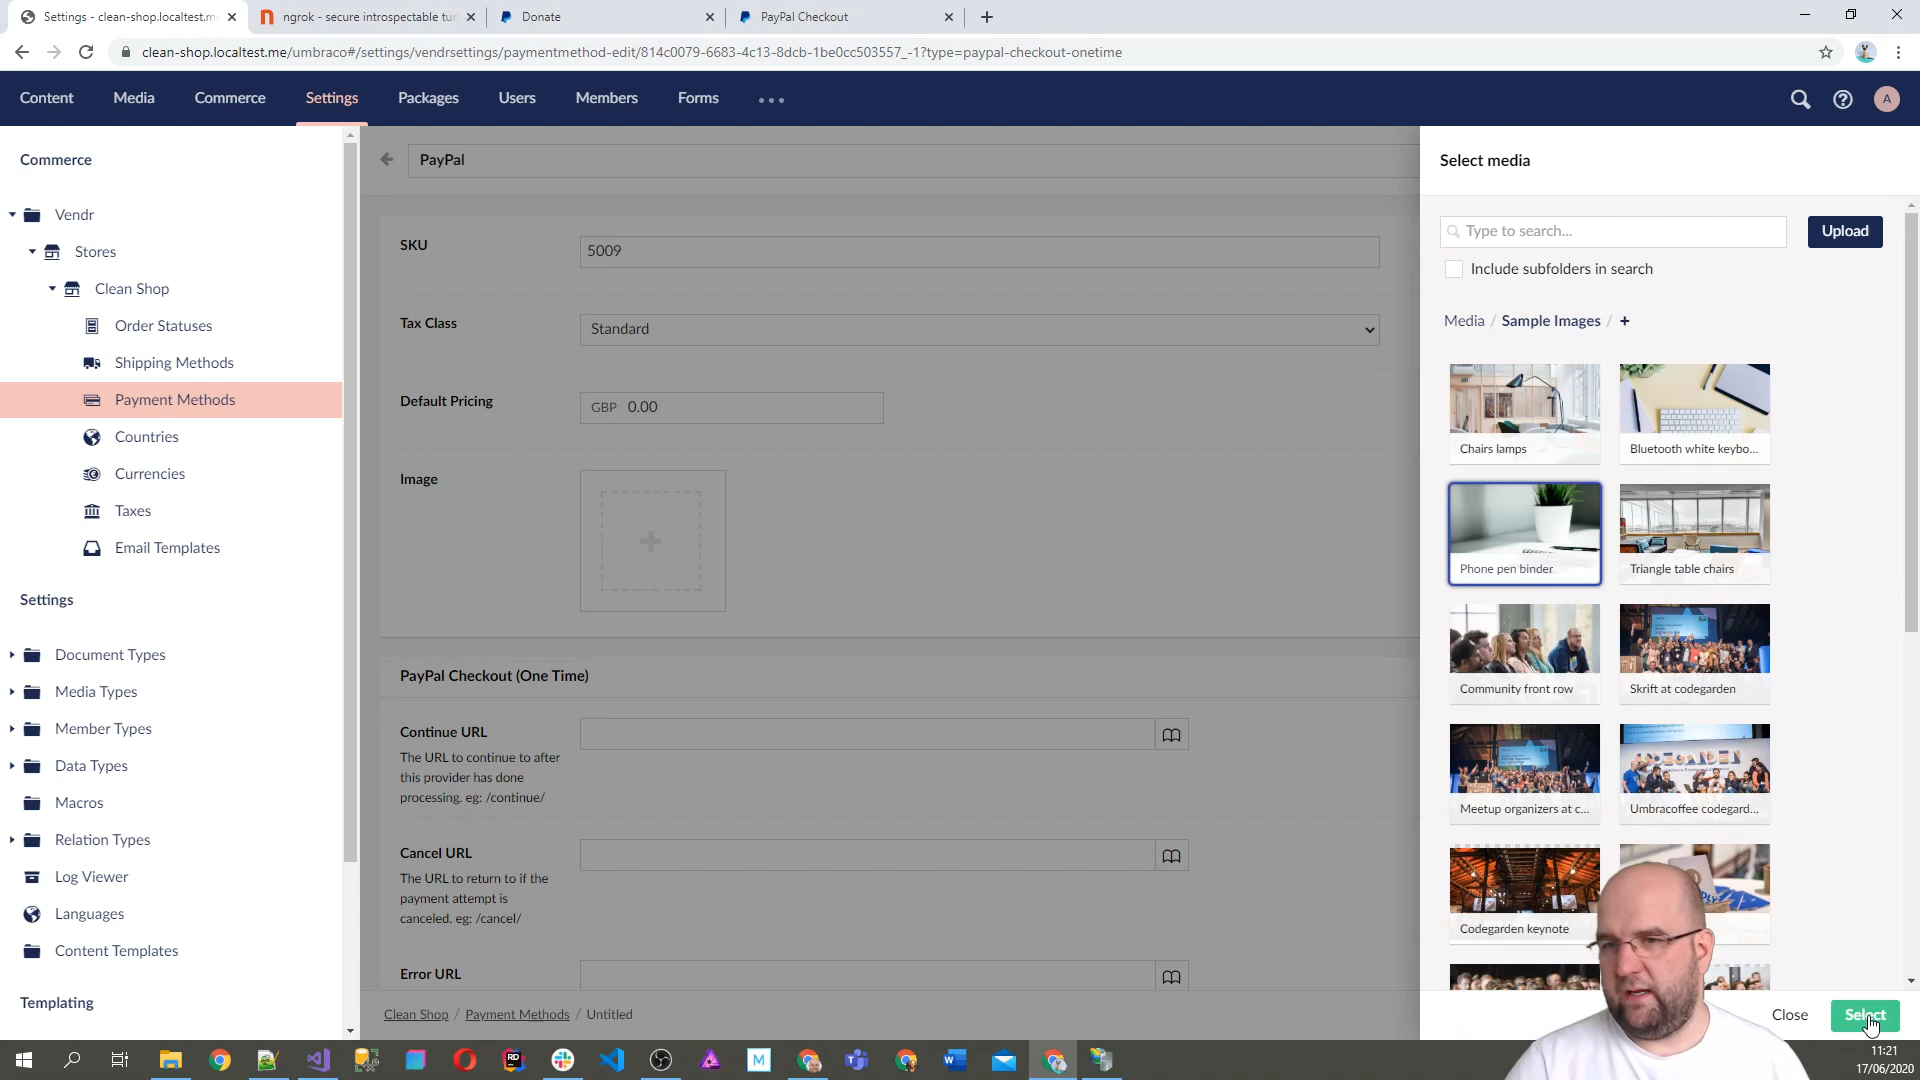 Settings - clean-shop.localtest.m
ngrok - secure introspectable tun
Donate
PayPal Checkout
clean-shop.localtest.me/umbraco#/settings/vendrsettings/paymentmethod-edit/814c0079-6683-4c13-8dcb-1be0cc503557_-1?type=paypal-checkout-onetime
Content
Media
Commerce
Settings
Packages
Users
Members
Forms
A
Commerce
Vendr
Stores
Clean Shop
Order Statuses
Shipping Methods
Payment Methods
Countries
Currencies
Taxes
Email Templates
Settings
Document Types
Media Types
Member Types
Data Types
Macros
Relation Types
Log Viewer
Languages
Content Templates
Templating
PayPal
SKU
5009
Tax Class
Standard
Default Pricing
GBP 0.00
Image
PayPal Checkout (One Time)
Continue URL
The URL to continue to after
this provider has done
processing. eg: /continue/
Cancel URL
The URL to return to if the
payment attempt is
canceled. eg: /cancel/
Error URL
Clean Shop / Payment Methods / Untitled
Select media
Type to search...
Upload
Include subfolders in search
Media / Sample Images / +
Chairs lamps
Bluetooth white keybo...
Phone pen binder
Triangle table chairs
Community front row
Skrift at codegarden
Meetup organizers at c...
Umbracoffee codegard...
Codegarden keynote
Close
Select
11:21
17/06/2020